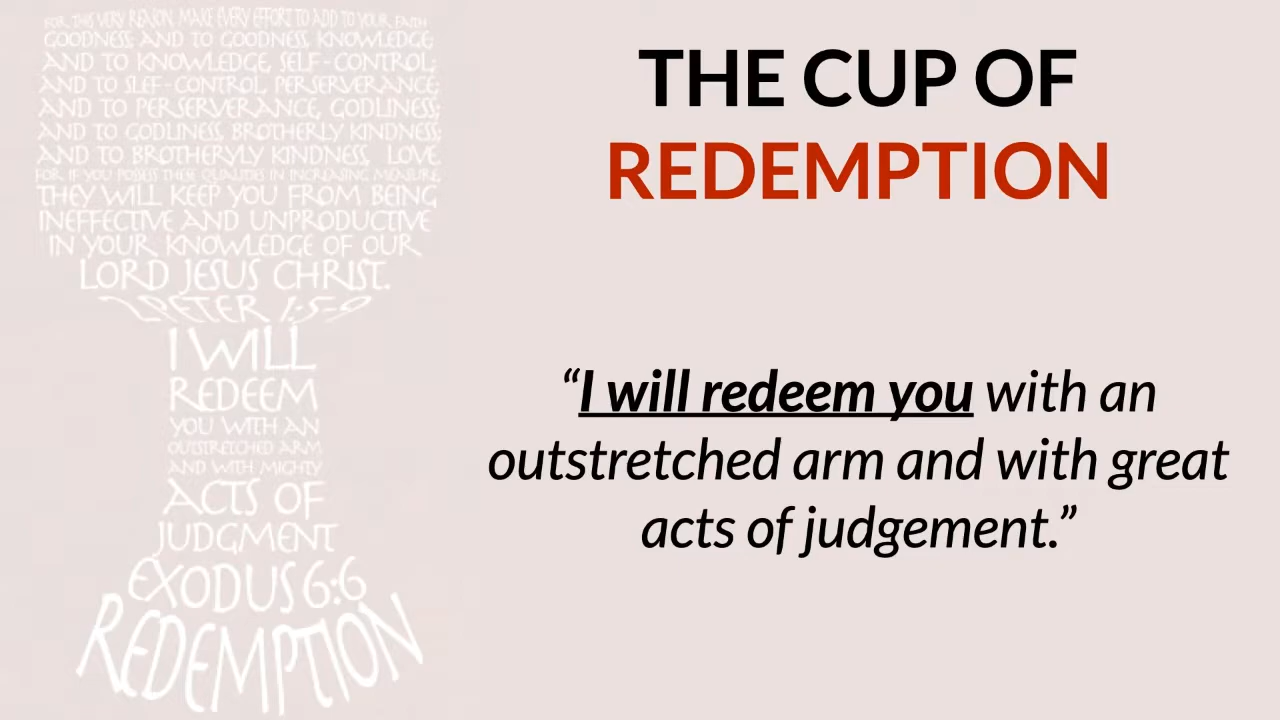 FOR THIS VERY REASON, MAKE EVERY EFFORT TO ADD TO YOUR FAITH
GOODNESS; AND TO GOODNESS, KNOWLEDGE;
AND TO KNOWLEDGE, SELF-CONTROL;
AND TO SLEF-CONTROL, PERSERVERANCE;
AND TO PERSERVERANCE, GODLINESS;
AND TO GODLINESS, BROTHERLY KINDNESS;
AND TO BROTHERYLY KINDNESS, LOVE.
FOR IF YOU POSSESS THESE QUALITIES IN INCREASING MEASURE,
THEY WILL KEEP YOU FROM BEING
INEFFECTIVE AND UNPRODUCTIVE
IN YOUR KNOWLEDGE OF OUR
LORD JESUS CHRIST.
2 PETER 1:5-9
I WILL
REDEEM
YOU WITH AN
OUTSTRETCHED ARM
AND WITH MIGHTY
ACTS OF
JUDGMENT
EXODUS 6:6
REDEMPTION
THE CUP OF
REDEMPTION
“I will redeem you with an
outstretched arm and with great
acts of judgement.”